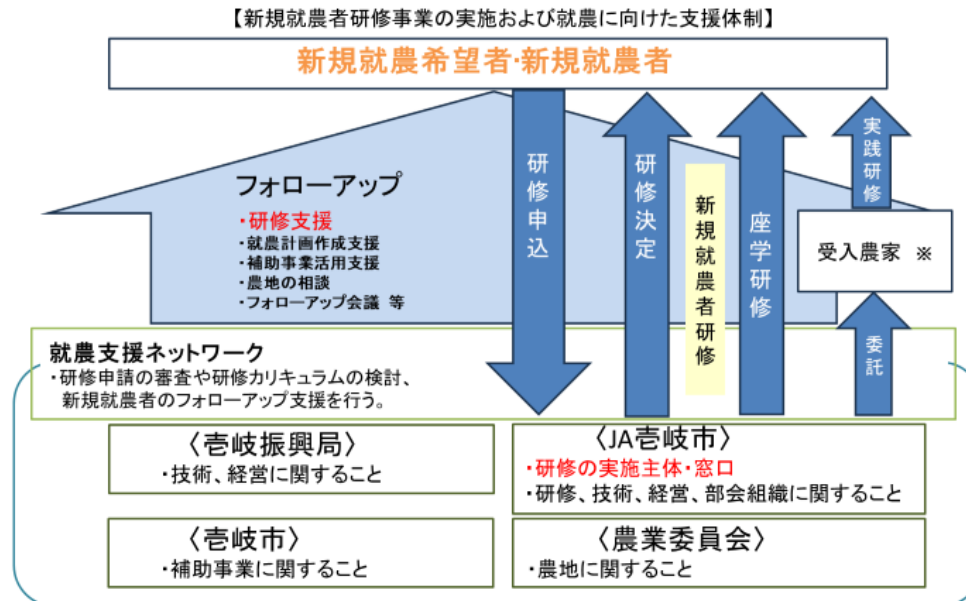 【新規就農者研修事業の実施および就農に向けた支援体制】
新規就農希望者・新規就農者
フォローアップ
・研修支援
・就農計画作成支援
・補助事業活用支援
・農地の相談
・フォローアップ会議 等
研修申込
研修決定
新規就農者研修
座学研修
実践研修
受入農家 ※
委託
就農支援ネットワーク
・研修申請の審査や研修カリキュラムの検討、
新規就農者のフォローアップ支援を行う。
〈壱岐振興局〉
・技術、経営に関すること
〈JA壱岐市〉
・研修の実施主体・窓口
・研修、技術、経営、部会組織に関すること
〈壱岐市〉
・補助事業に関すること
〈農業委員会〉
・農地に関すること